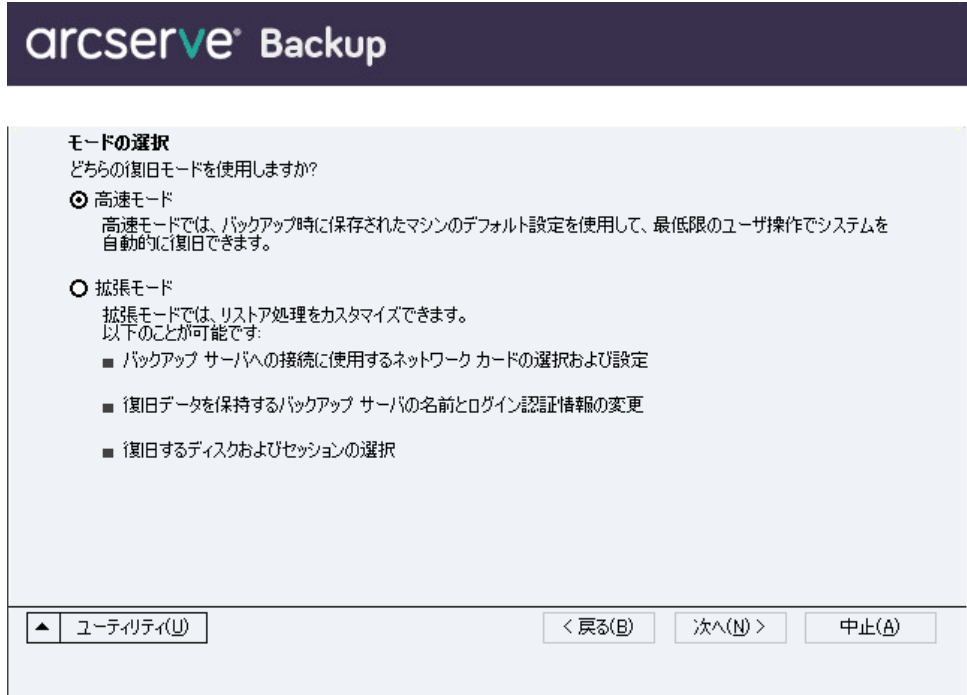 arcserve® Backup
モードの選択
どちらの復旧モードを使用しますか?
高速モード
高速モードでは、バックアップ時に保存されたマシンのデフォルト設定を使用して、最低限のユーザ操作でシステムを
自動的に復旧できます。
拡張モード
拡張モードでは、リストア処理をカスタマイズできます。
以下のことが可能です:
■ バックアップ サーバへの接続に使用するネットワーク カードの選択および設定
■ 復旧データを保持するバックアップ サーバの名前とログイン認証情報の変更
■ 復旧するディスクおよびセッションの選択
▲ ユーティリティ(U) < 戻る(B) 次へ(N) > 中止(A)